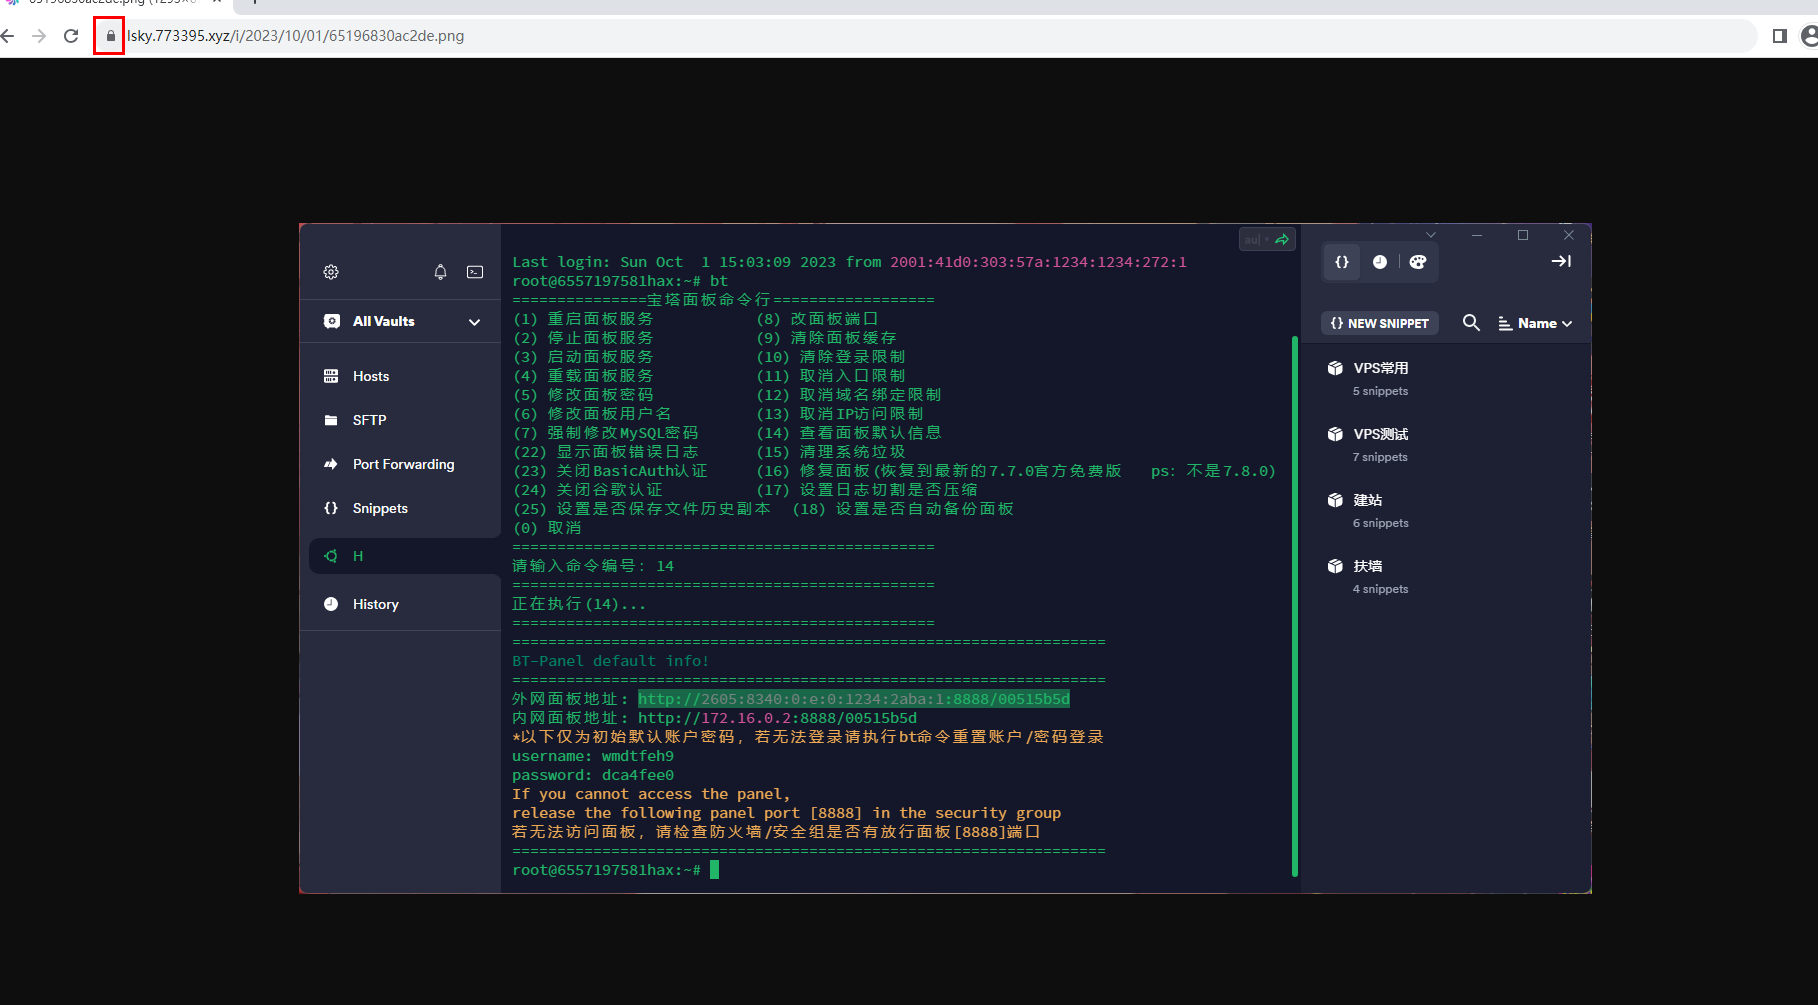 lsky.773395.xyz/i/2023/10/01/65196830ac2de.png
Last login: Sun Oct  1 15:03:09 2023 from 2001:41d0:303:57a:1234:1234:272:1
root@6557197581hax:~# bt
===============宝塔面板命令行==================
(1) 重启面板服务 (8) 改面板端口
(2) 停止面板服务 (9) 清除面板缓存
(3) 启动面板服务 (10) 清除登录限制
(4) 重载面板服务 (11) 取消入口限制
(5) 修改面板密码 (12) 取消域名绑定限制
(6) 修改面板用户名 (13) 取消IP访问限制
(7) 强制修改MySQL密码 (14) 查看面板默认信息
(22) 显示面板错误日志 (15) 清理系统垃圾
(23) 关闭BasicAuth认证 (16) 修复面板(恢复到最新的7.7.0官方免费版 ps: 不是7.8.0)
(24) 关闭谷歌认证 (17) 设置日志切割是否压缩
(25) 设置是否保存文件历史副本 (18) 设置是否自动备份面板
(0) 取消
===============================================
请输入命令编号: 14
===============================================
正在执行(14)...
===============================================
==================================================================
BT-Panel default info!
==================================================================
外网面板地址: http://2605:8340:0:e:0:1234:2aba:1:8888/00515b5d
内网面板地址: http://172.16.0.2:8888/00515b5d
*以下仅为初始默认账户密码，若无法登录请执行bt命令重置账户/密码登录
username: wmdtfeh9
password: dca4fee0
If you cannot access the panel,
release the following panel port [8888] in the security group
若无法访问面板，请检查防火墙/安全组是否有放行面板[8888]端口
==================================================================
root@6557197581hax:~#
All Vaults
Hosts
SFTP
Port Forwarding
Snippets
H
History
{} NEW SNIPPET
Name
VPS常用
5 snippets
VPS测试
7 snippets
建站
6 snippets
扶墙
4 snippets